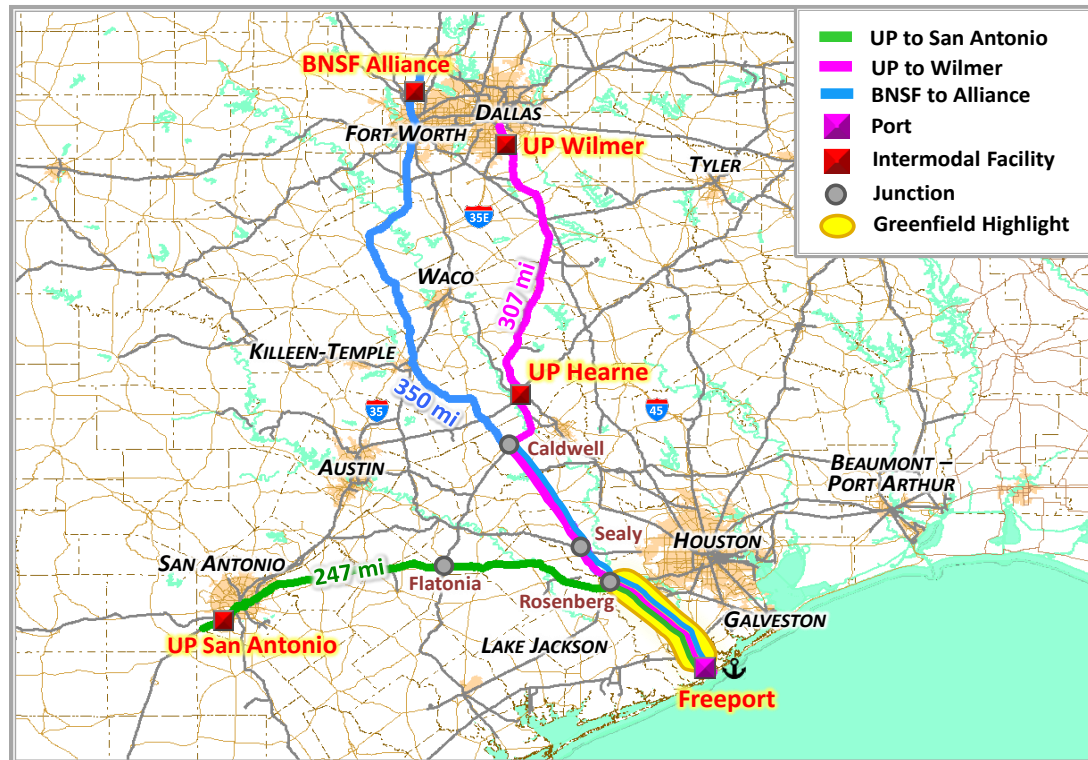 BNSF Alliance
DALLAS
FORT WORTH
UP Wilmer
TYLER
35E
WACO
307 mi
KILLEEN-TEMPLE
UP Hearne
350 mi
35
45
Caldwell
AUSTIN
BEAUMONT –
PORT ARTHUR
Sealy
HOUSTON
SAN ANTONIO
247 mi
Flatonia
Rosenberg
GALVESTON
UP San Antonio
LAKE JACKSON
Freeport
UP to San Antonio
UP to Wilmer
BNSF to Alliance
Port
Intermodal Facility
Junction
Greenfield Highlight